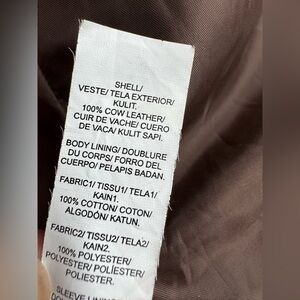 SHELL/
VESTE/ TELA EXTERIOR/
KULIT.
100% COW LEATHER/
CUIR DE VACHE/ CUERO
DE VACA/ KULIT SAPI.
BODY LINING/ DOUBLURE
DU CORPS/ FORRO DEL
CUERPO/ PELAPIS BADAN.
FABRIC1/ TISSU1/ TELA1/
KAIN1.
100% COTTON/ COTON/
ALGODÓN/ KATUN.
FABRIC2/ TISSU2/ TELA2/
KAIN2.
100% POLYESTER/
POLYESTER/ POLIÉSTER/
POLIESTER.
SLEEVE